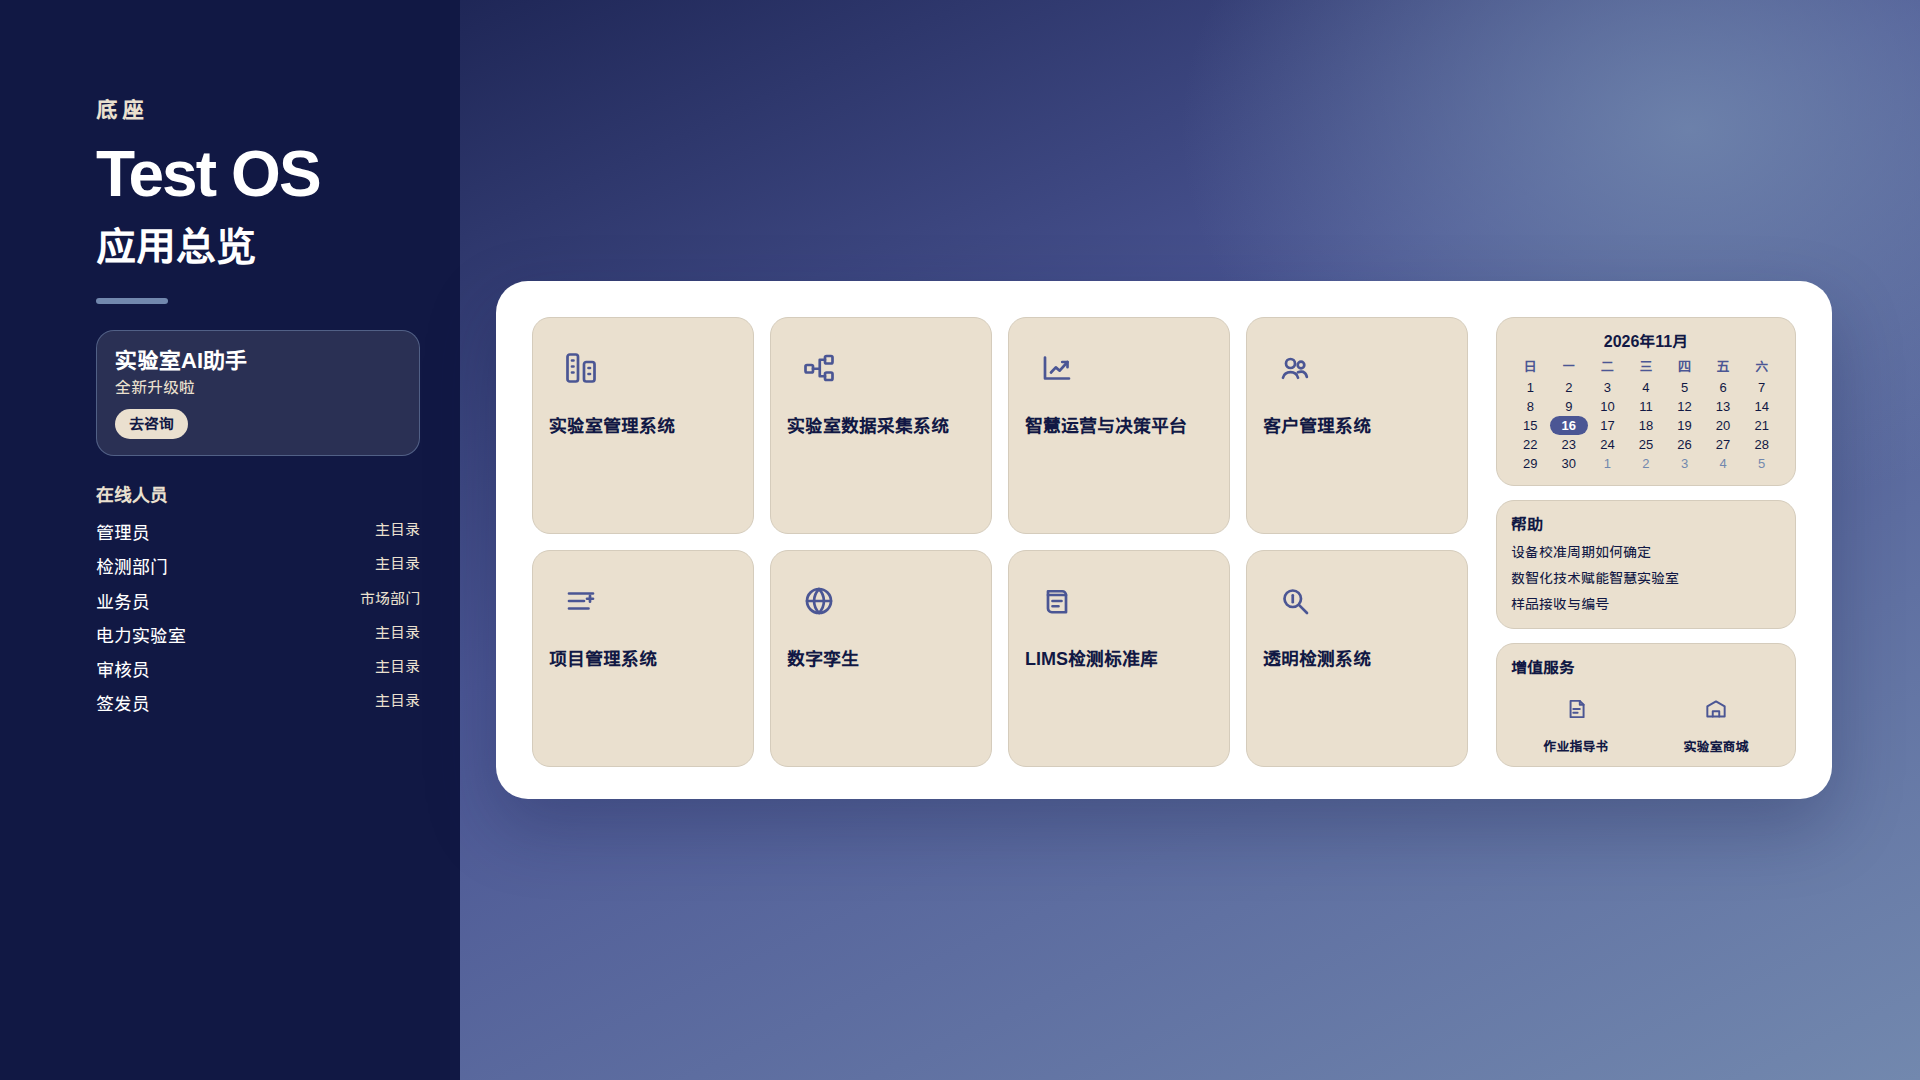 底座
Test OS
应用总览
实验室AI助手
全新升级啦
去咨询
在线人员
管理员 主目录
检测部门 主目录
业务员 市场部门
电力实验室 主目录
审核员 主目录
签发员 主目录
实验室管理系统
实验室数据采集系统
智慧运营与决策平台
客户管理系统
项目管理系统
数字孪生
LIMS检测标准库
透明检测系统
2026年11月
日 一 二 三 四 五 六
1 2 3 4 5 6 7
8 9 10 11 12 13 14
15 16 17 18 19 20 21
22 23 24 25 26 27 28
29 30 1 2 3 4 5
帮助
设备校准周期如何确定
数智化技术赋能智慧实验室
样品接收与编号
增值服务
作业指导书 实验室商城